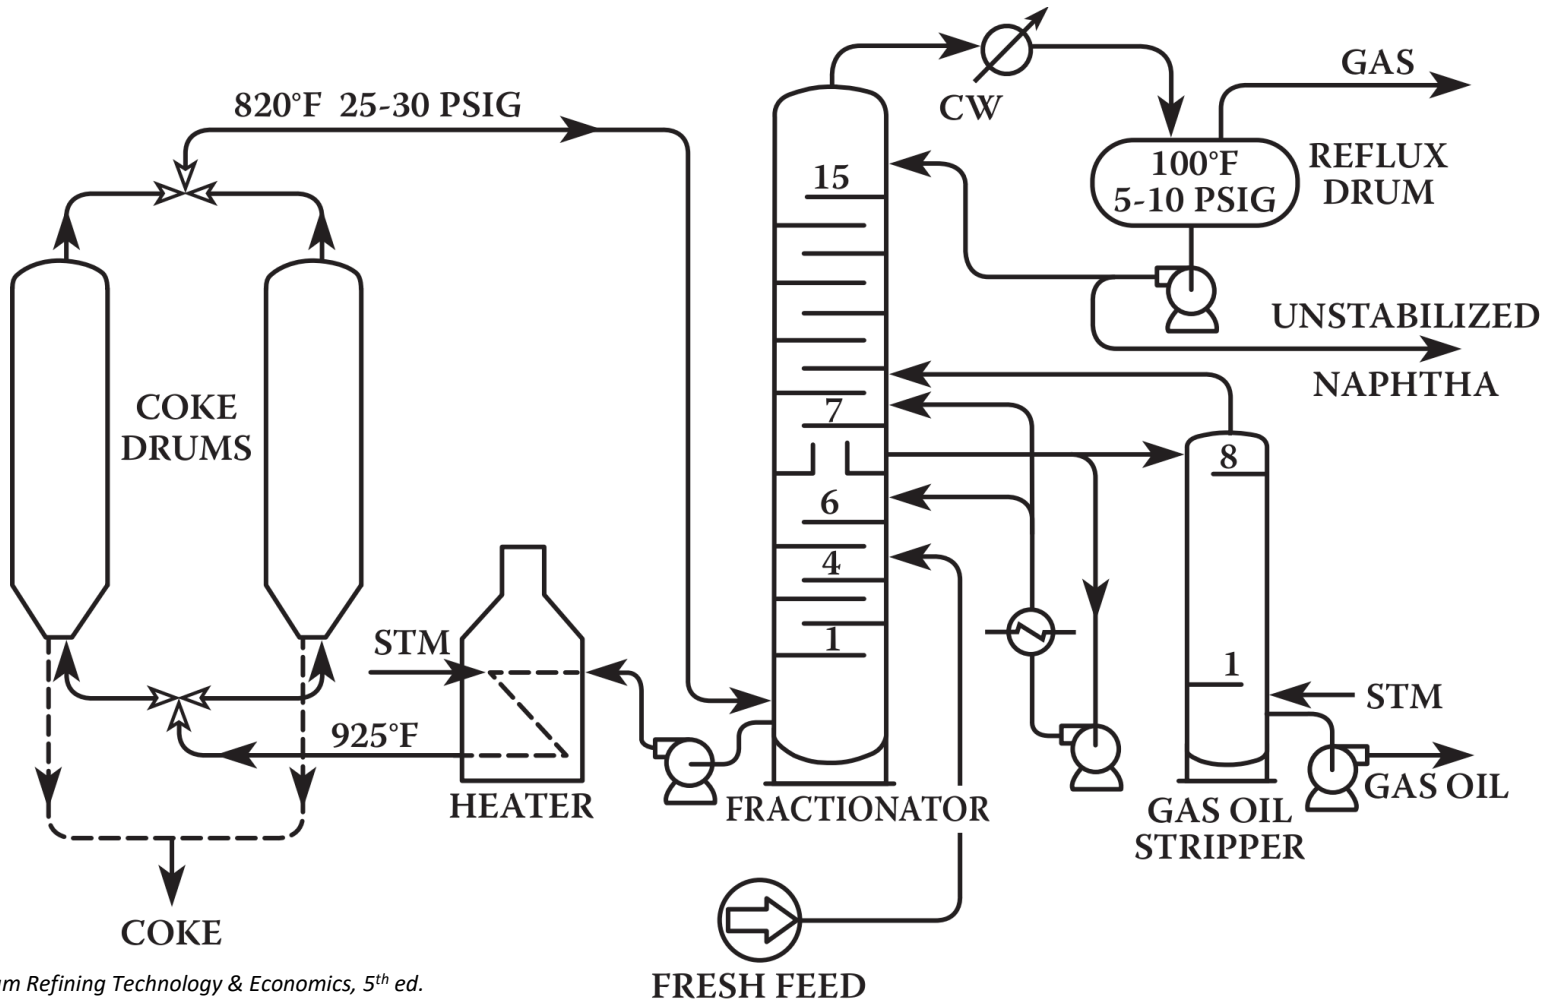 820°F 25-30 PSIG
CW
GAS
100°F
5-10 PSIG
REFLUX
DRUM
15
UNSTABILIZED
NAPHTHA
COKE
DRUMS
7
8
6
4
1
STM
1
STM
925°F
HEATER
FRACTIONATOR
GAS OIL
GAS OIL
STRIPPER
COKE
FRESH FEED
Refining Technology & Economics, 5th ed.